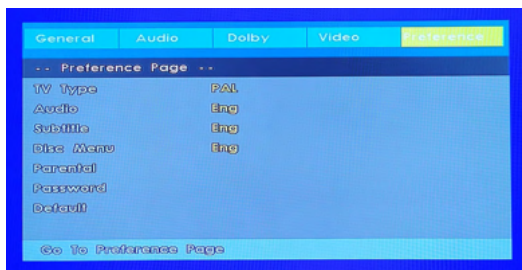 General Audio Dolby Video Preference
-- Preference Page --
TV Type PAL
Audio Eng
Subtitle Eng
Disc Menu Eng
Parental
Password
Default
Go To Preference Page